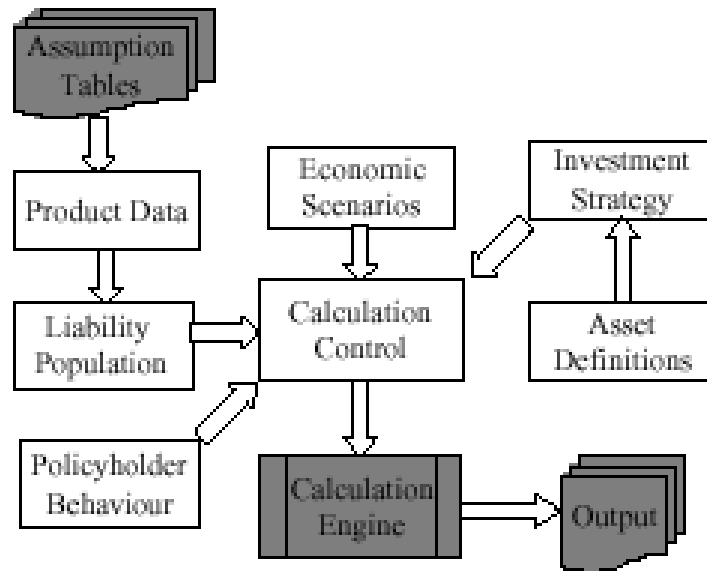 Assumption
Tables
Product Data
Economic
Scenarios
Investment
Strategy
Liability
Population
Calculation
Control
Asset
Definitions
Policyholder
Behaviour
Calculation
Engine
Output